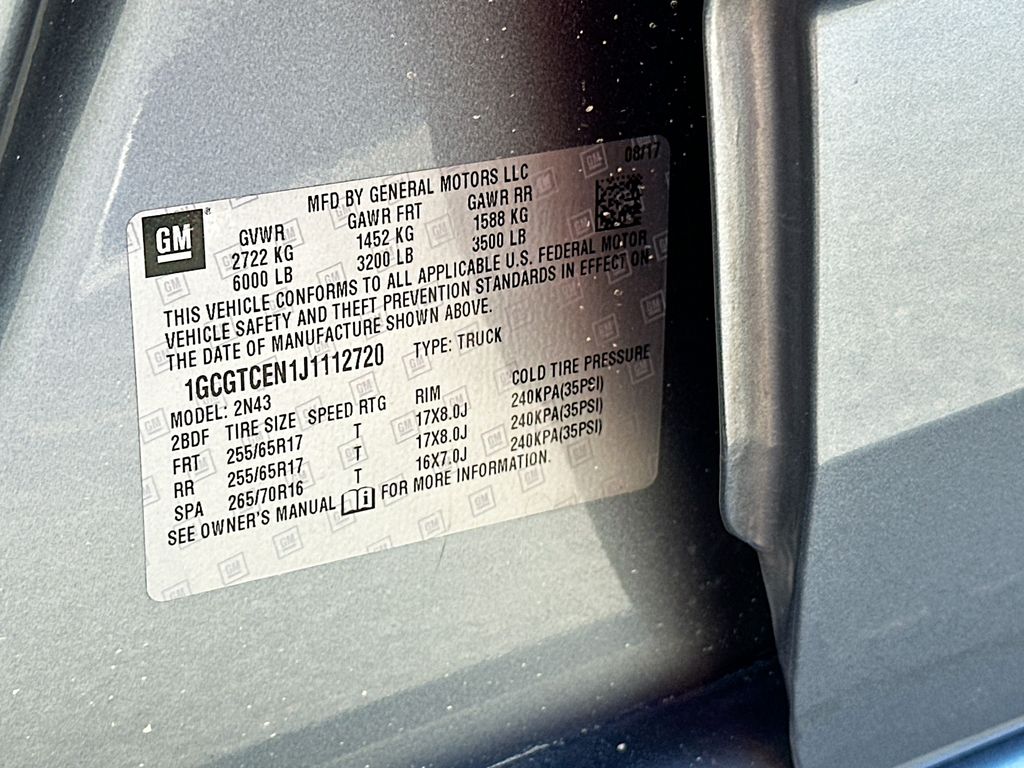 08/17
MFD BY GENERAL MOTORS LLC
GM ®
GVWR GAWR FRT GAWR RR
2722 KG 1452 KG 1588 KG
6000 LB 3200 LB 3500 LB
THIS VEHICLE CONFORMS TO ALL APPLICABLE U.S. FEDERAL MOTOR
VEHICLE SAFETY AND THEFT PREVENTION STANDARDS IN EFFECT ON
THE DATE OF MANUFACTURE SHOWN ABOVE.
1GCGTCEN1J1112720 TYPE: TRUCK
MODEL: 2N43
2BDF TIRE SIZE SPEED RTG RIM COLD TIRE PRESSURE
FRT 255/65R17 T 17X8.0J 240KPA(35PSI)
RR 255/65R17 T 17X8.0J 240KPA(35PSI)
SPA 265/70R16 T 16X7.0J 240KPA(35PSI)
SEE OWNER'S MANUAL FOR MORE INFORMATION.